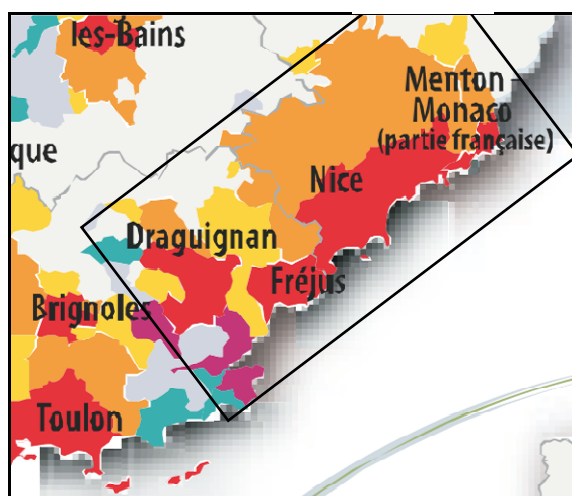 les-Bains
Menton
Monaco
(partie française)
que
Nice
Draguignan
Fréjus
Brignoles
Toulon